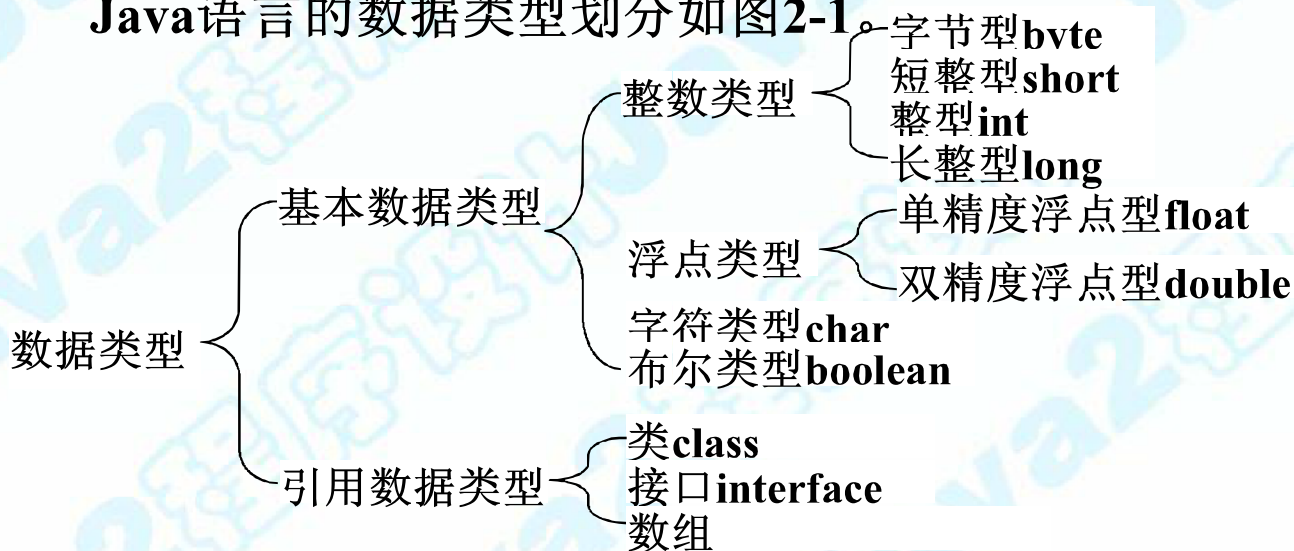 Java语言的数据类型划分如图2-1。
字节型byte
短整型short
整数类型
整型int
长整型long
基本数据类型
单精度浮点型float
浮点类型
双精度浮点型double
字符类型char
数据类型
布尔类型boolean
类class
引用数据类型
接口interface
数组